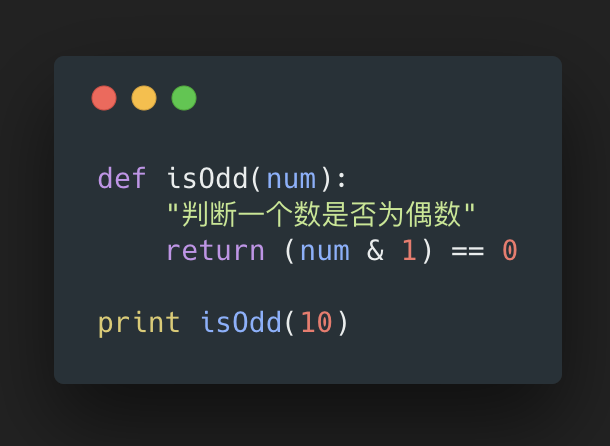 def isOdd(num):
    "判断一个数是否为偶数"
    return (num & 1) == 0
print isOdd(10)